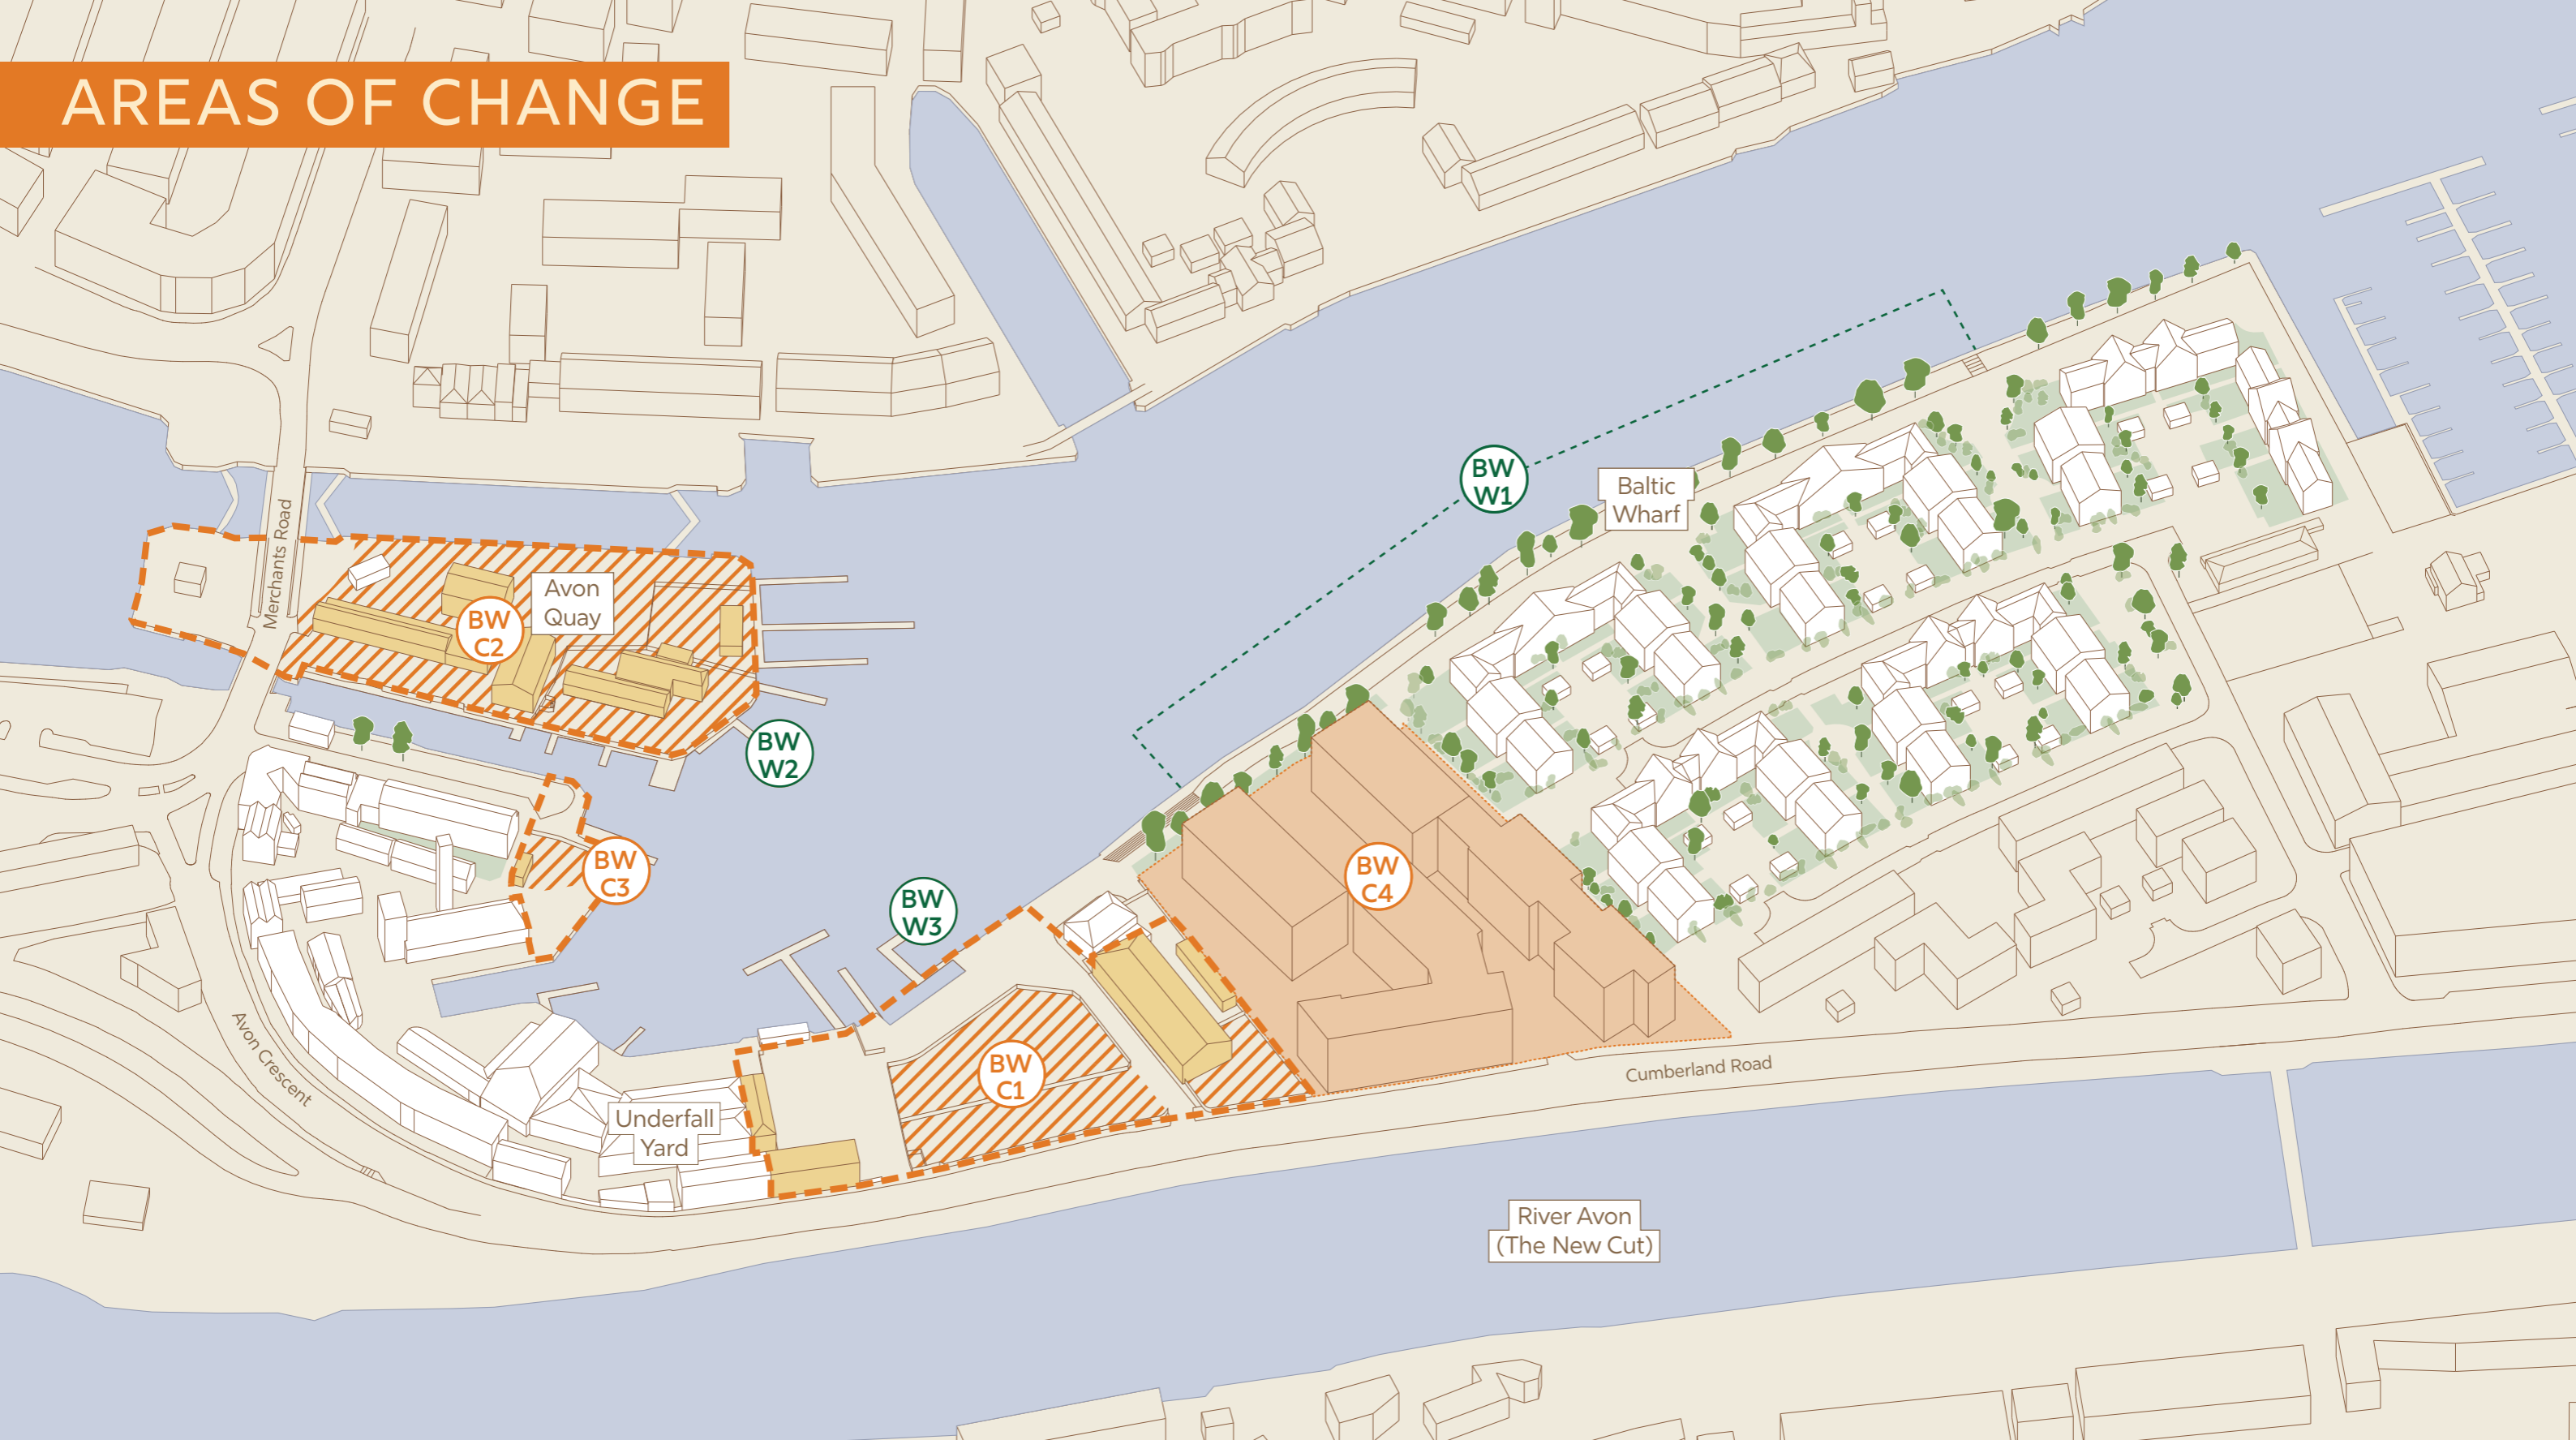 AREAS OF CHANGE
BW
W1
Baltic
Wharf
Merchants Road
Avon
Quay
BW
C2
BW
W2
BW
C3
BW
C4
BW
W3
Avon Crescent
BW
C1
Cumberland Road
Underfall
Yard
River Avon
(The New Cut)